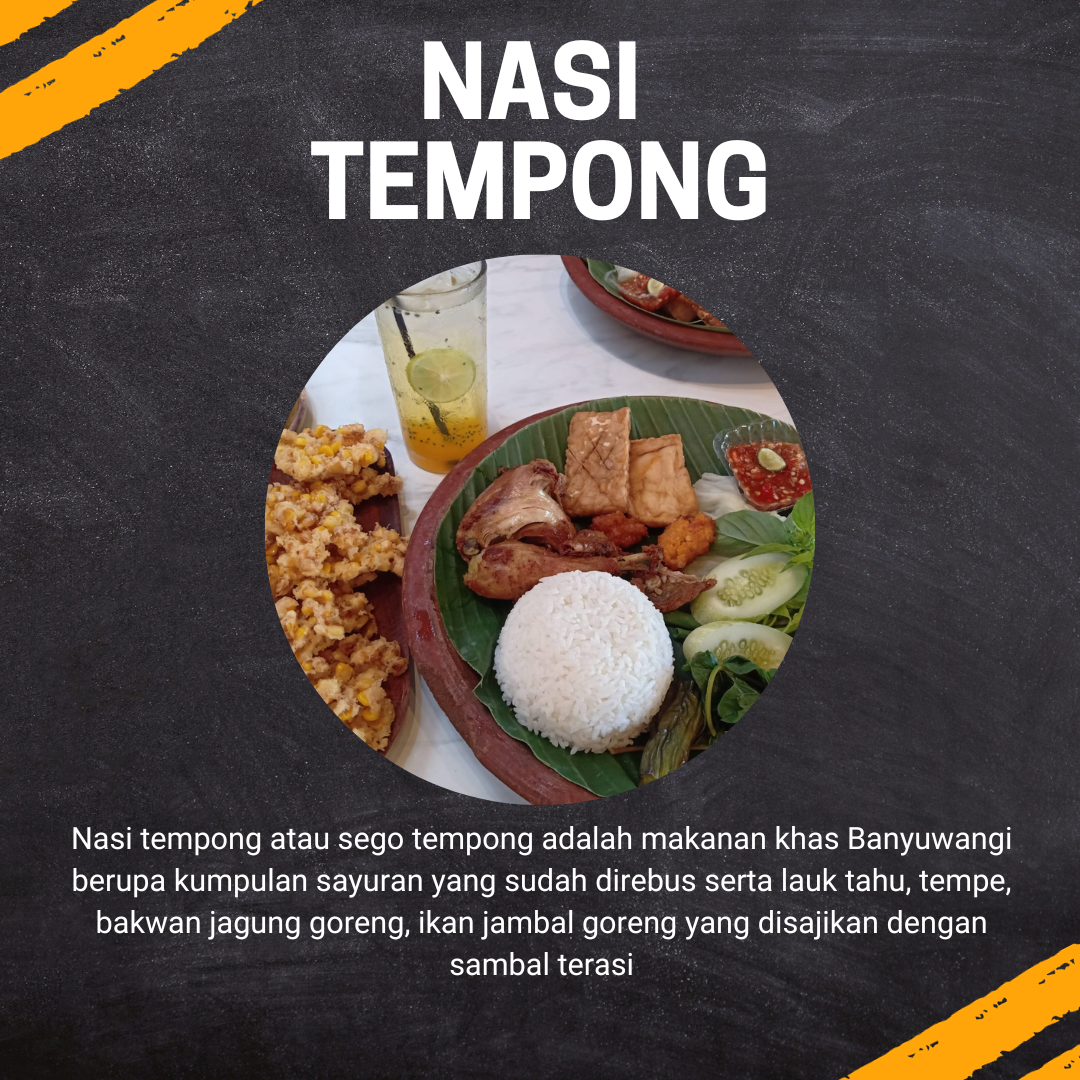 NASI
TEMPONG
Nasi tempong atau sego tempong adalah makanan khas Banyuwangi
berupa kumpulan sayuran yang sudah direbus serta lauk tahu, tempe,
bakwan jagung goreng, ikan jambal goreng yang disajikan dengan
sambal terasi